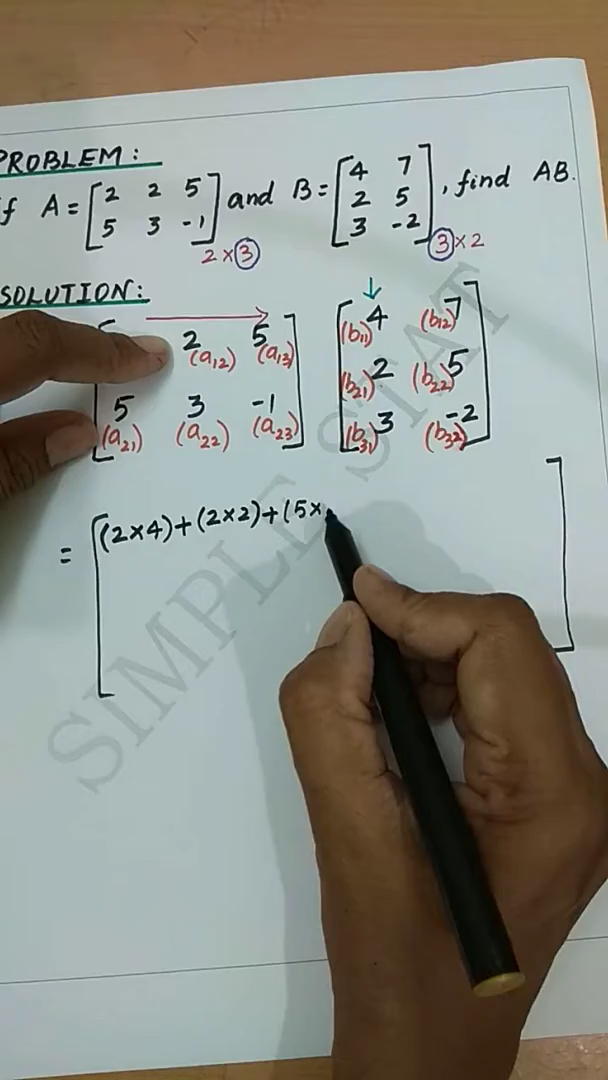 PROBLEM:
If A = [2 2 5 and B = [4 7 , find AB.
5 3 -1] 2 5
2 × 3 3 -2] 3 × 2
SOLUTION:
2 5 4 7
(a12) (a13) (b11) (b12)
5 3 -1 2 5
(a21) (a22) (a23) (b21) (b22)
3 -2
(b31) (b32)
= [(2×4)+(2×2)+(5×
SIMPLE STAT